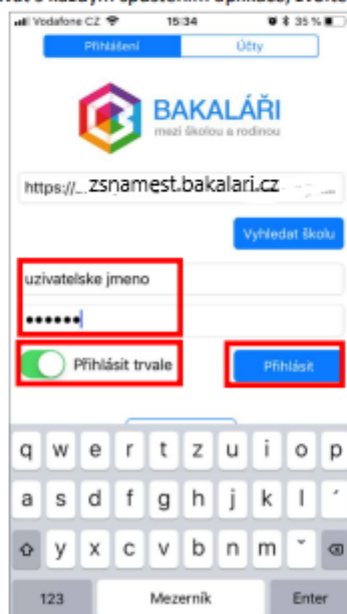 Vodafone CZ 15:34 35 %
Přihlášení Účty
BAKALÁŘI
mezi školou a rodinou
https:// zsnamest.bakalari.cz
Vyhledat školu
uzivatelske jmeno
••••••
Přihlásit trvale Přihlásit
q w e r t z u i o p
a s d f g h j k l ´
y x c v b n m ˇ
123 Mezerník Enter